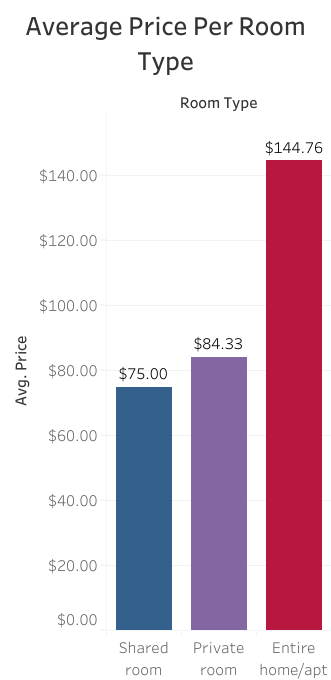 Average Price Per Room
Type
Room Type
$144.76
$140.00
$120.00
$100.00
$84.33
$80.00
$75.00
Avg. Price
$60.00
$40.00
$20.00
$0.00
Shared
room
Private
room
Entire
home/apt